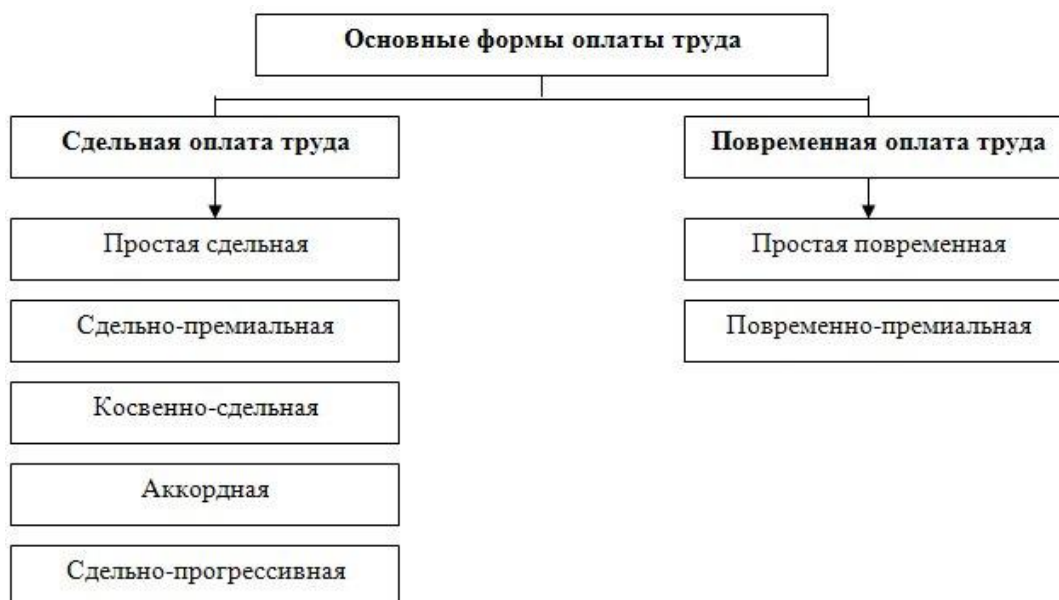 Основные формы оплаты труда
Сдельная оплата труда
Повременная оплата труда
Простая сдельная
Простая повременная
Сдельно-премиальная
Повременно-премиальная
Косвенно-сдельная
Аккордная
Сдельно-прогрессивная